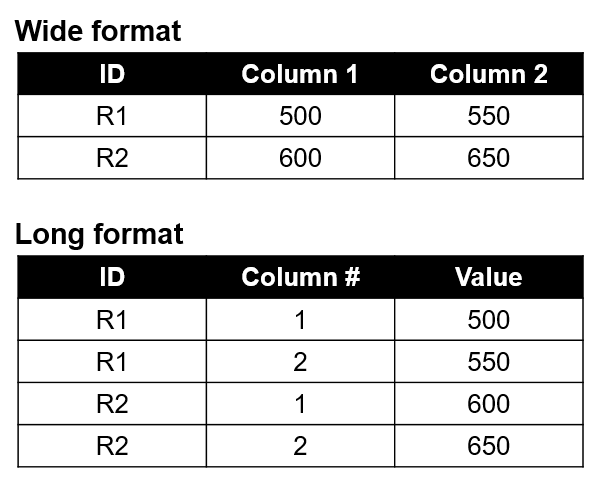 Wide format
ID Column 1 Column 2
R1 500 550
R2 600 650
Long format
ID Column # Value
R1 1 500
R1 2 550
R2 1 600
R2 2 650